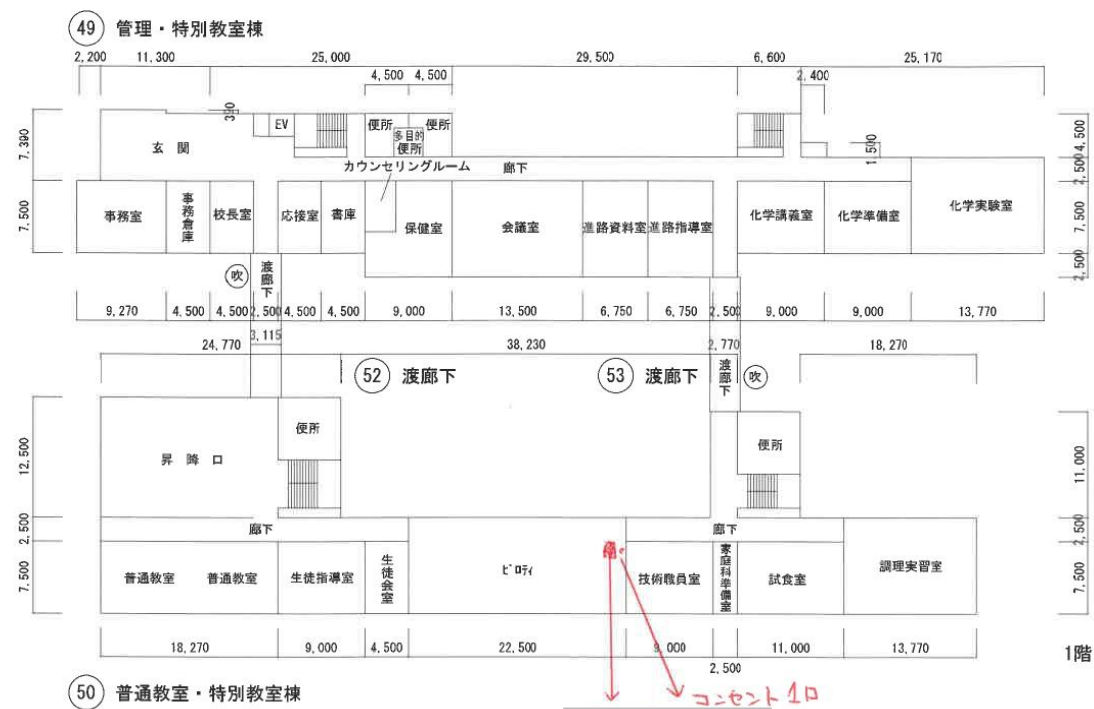 49 管理・特別教室棟
2,200 11,300 25,000 29,500 6,600 25,170
4,500 4,500 2,400
7,390 玄関 EV 便所 便所 4,500
多目的
便所 1,500
カウンセリングルーム 廊下 2,500
7,500 事務室 事務倉庫 校長室 応接室 書庫 保健室 会議室 進路資料室 進路指導室 化学講義室 化学準備室 化学実験室 7,500
吹 渡廊下 2,500
9,270 4,500 4,500 2,500 4,500 4,500 9,000 13,500 6,750 6,750 2,500 9,000 9,000 13,770
3,115
24,770 38,230 2,770 18,270
52 渡廊下 53 渡廊下 渡廊下 吹
12,500 昇降口 便所 便所 11,000
2,500 廊下 廊下 2,500
7,500 普通教室 普通教室 生徒指導室 生徒会室 ピロティ 技術職員室 家庭科準備室 試食室 調理実習室 7,500
18,270 9,000 4,500 22,500 9,000 11,000 13,770
2,500
1階
50 普通教室・特別教室棟
コンセント1口